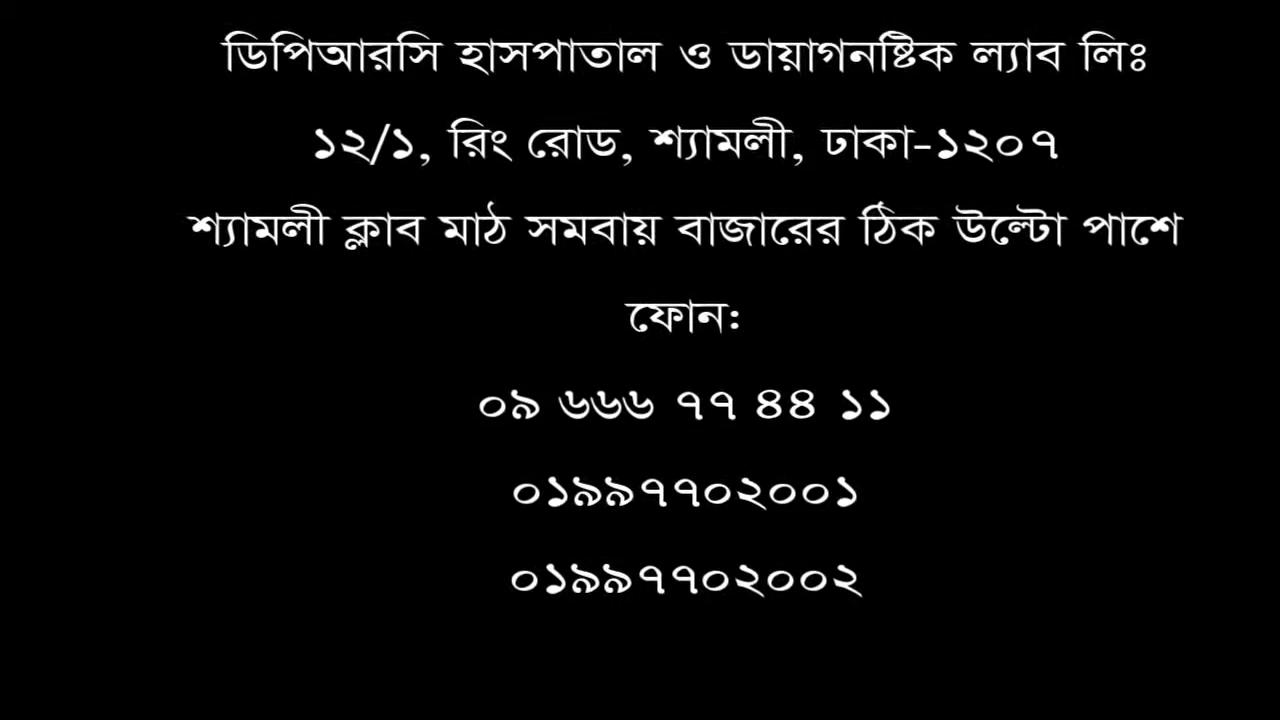 ডিপিআরসি হাসপাতাল ও ডায়াগনষ্টিক ল্যাব লিঃ
১২/১, রিং রোড, শ্যামলী, ঢাকা-১২০৭
শ্যামলী ক্লাব মাঠ সমবায় বাজারের ঠিক উল্টো পাশে
ফোন:
০৯ ৬৬৬ ৭৭ ৪৪ ১১
০১৯৯৭৭০২০০১
০১৯৯৭৭০২০০২